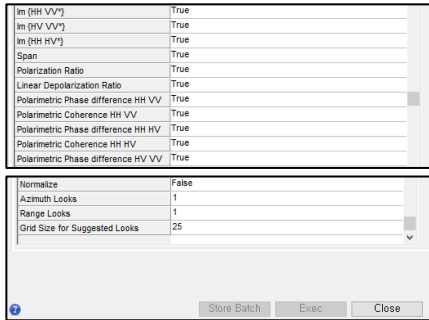 Im {HH VV*} True
Im {HV VV*} True
Im {HH HV*} True
Span True
Polarization Ratio True
Linear Depolarization Ratio True
Polarimetric Phase difference HH VV True
Polarimetric Coherence HH VV True
Polarimetric Phase difference HH HV True
Polarimetric Coherence HH HV True
Polarimetric Phase difference HV VV True
Normalize False
Azimuth Looks 1
Range Looks 1
Grid Size for Suggested Looks 25
? Store Batch Exec Close